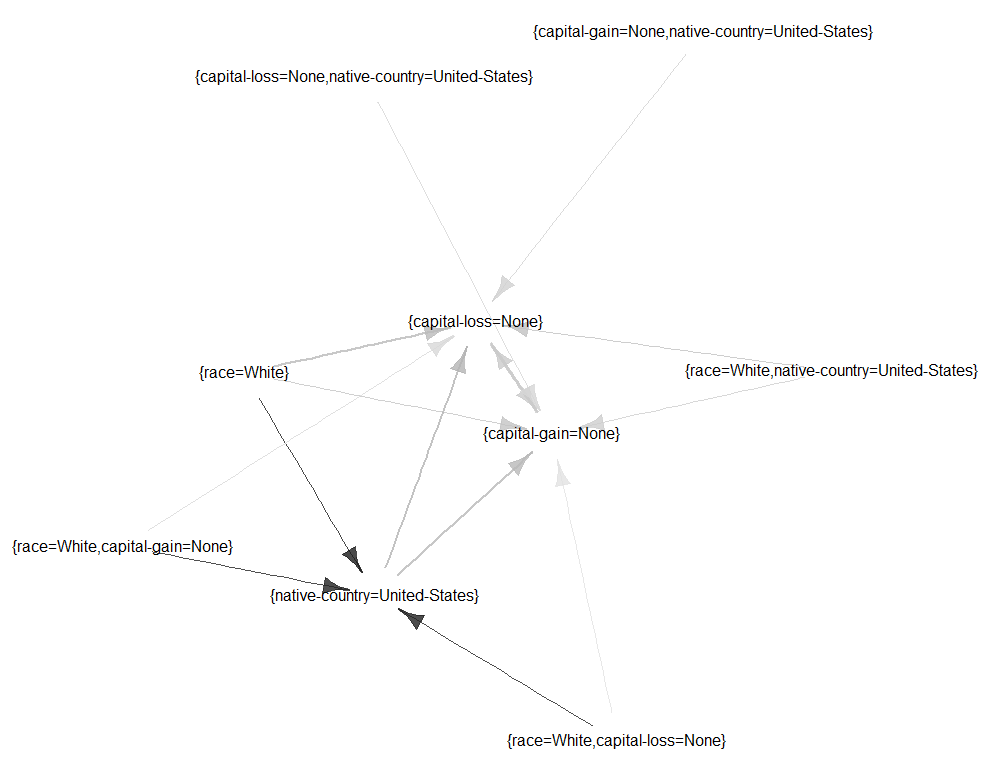 {capital-gain=None,native-country=United-States}
{capital-loss=None,native-country=United-States}
{capital-loss=None}
{race=White}
{race=White,native-country=United-States}
{capital-gain=None}
{race=White,capital-gain=None}
{native-country=United-States}
{race=White,capital-loss=None}